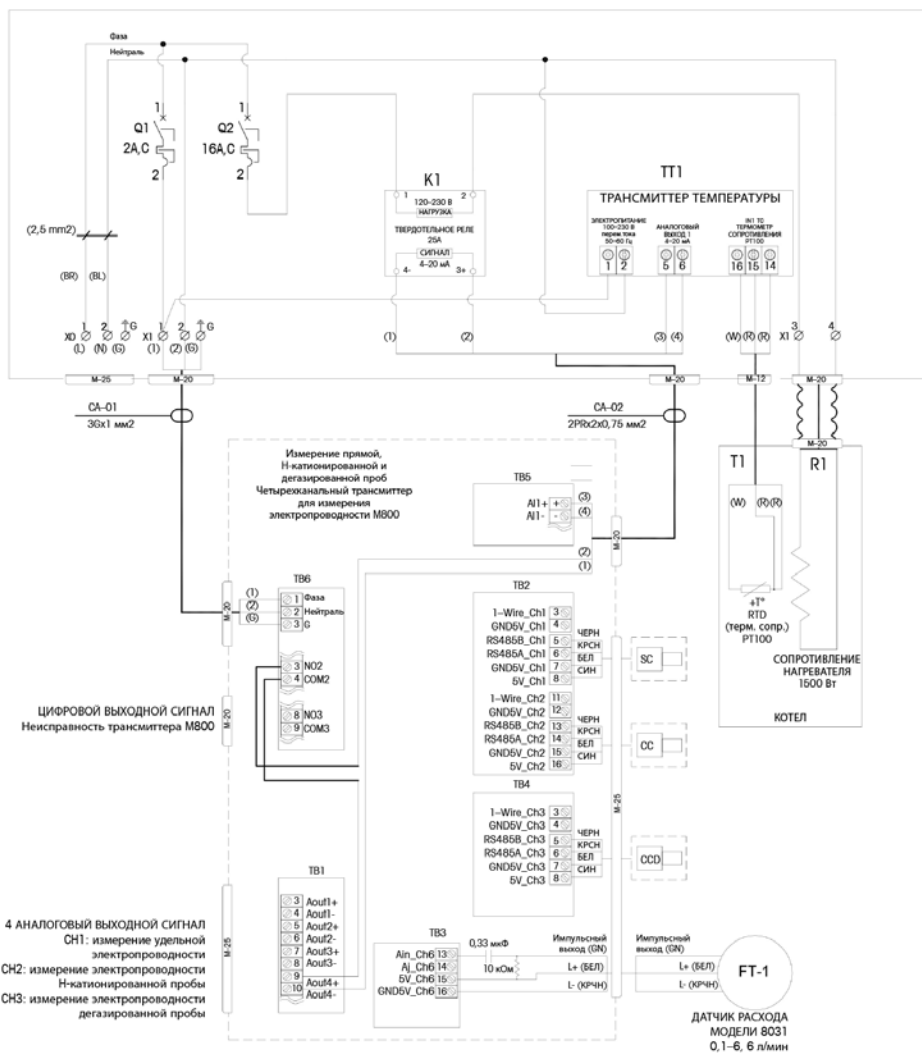 Фаза
Нейтраль
1
Q1
2А,С
2
1
Q2
16А,С
2
(2,5 mm2)
(BR)
(BL)
K1
1
2
120-230 В
НАГРУЗКА
ТВЕРДОТЕЛЬНОЕ РЕЛЕ
25А
СИГНАЛ
4-20 мА
4-
3+
TT1
ТРАНСМИТТЕР ТЕМПЕРАТУРЫ
ЭЛЕКТРОПИТАНИЕ
100-230 В
перем. тока
50-60 Гц
АНАЛОГОВЫЙ
ВЫХОД 1
4-20 мА
IN1 TC
ТЕРМОМЕТР
СОПРОТИВЛЕНИЯ
PT100
1 2
5 6
16 15 14
X0 1 2 G
(L) (N) (G)
X1 1 2 G
(1) (2) (G)
(1)
(2)
(3) (4)
(W) (R) (R)
X1 3 4
M-25
M-20
M-20
M-12
M-20
CA-01
3Gx1 мм2
CA-02
2PRx2x0,75 мм2
M-20
T1
R1
(W) (R)(R)
+T°
RTD
(терм. сопр.)
PT100
СОПРОТИВЛЕНИЕ
НАГРЕВАТЕЛЯ
1500 Вт
КОТЕЛ
Измерение прямой,
Н-катионированной и
дегазированной проб
Четырехканальный трансмиттер
для измерения
электропроводности M800
TB5
AI1+ + (3)
AI1- - (4)
(2)
(1)
M-20
TB6
M-20
(1) 1 Фаза
(2) 2 Нейтраль
(G) 3 G
3 NO2
4 COM2
8 NO3
9 COM3
ЦИФРОВОЙ ВЫХОДНОЙ СИГНАЛ
Неисправность трансмиттера M800
M-20
TB2
1-Wire_Ch1 3
GND5V_Ch1 4
RS485B_Ch1 5 ЧЕРН
RS485A_Ch1 6 КРСН
GND5V_Ch1 7 БЕЛ
5V_Ch1 8 СИН
SC
1-Wire_Ch2 11
GND5V_Ch2 12
RS485B_Ch2 13 ЧЕРН
RS485A_Ch2 14 КРСН
GND5V_Ch2 15 БЕЛ
5V_Ch2 16 СИН
CC
TB4
1-Wire_Ch3 3
GND5V_Ch3 4
RS485B_Ch3 5 ЧЕРН
RS485A_Ch3 6 КРСН
GND5V_Ch3 7 БЕЛ
5V_Ch3 8 СИН
CCD
M-25
TB1
3 Aout1+
4 Aout1-
5 Aout2+
6 Aout2-
7 Aout3+
8 Aout3-
9 Aout4+
10 Aout4-
4 АНАЛОГОВЫЙ ВЫХОДНОЙ СИГНАЛ
CH1: измерение удельной
электропроводности
CH2: измерение электропроводности
Н-катионированной пробы
CH3: измерение электропроводности
дегазированной пробы
M-25
TB3
Ain_Ch6 13
Aj_Ch6 14
5V_Ch6 15
GND5V_Ch6 16
0,33 мкФ
10 кОм
Импульсный
выход (GN)
L+ (БЕЛ)
L- (КРЧН)
Импульсный
выход (GN)
L+ (БЕЛ)
L- (КРЧН)
FT-1
ДАТЧИК РАСХОДА
МОДЕЛИ 8031
0,1-6, 6 л/мин